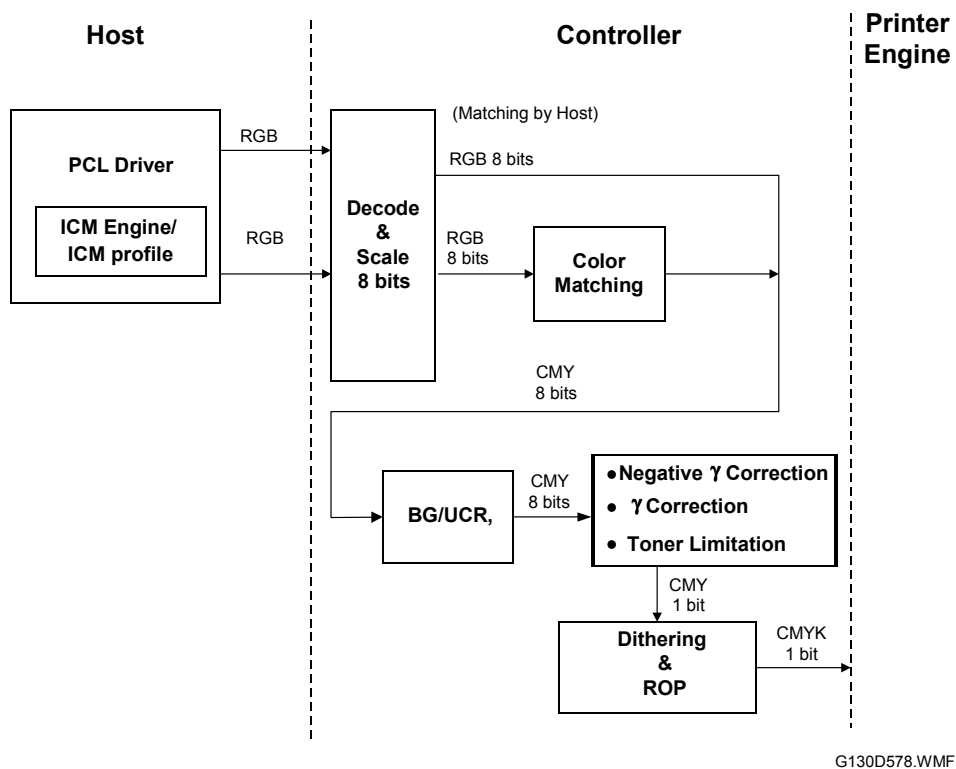 Host
Controller
Printer
Engine
PCL Driver
ICM Engine/
ICM profile
RGB
RGB
Decode
&
Scale
8 bits
(Matching by Host)
RGB 8 bits
RGB
8 bits
Color
Matching
CMY
8 bits
BG/UCR,
CMY
8 bits
●Negative γ Correction
● γ Correction
● Toner Limitation
CMY
1 bit
Dithering
&
ROP
CMYK
1 bit
G130D578.WMF